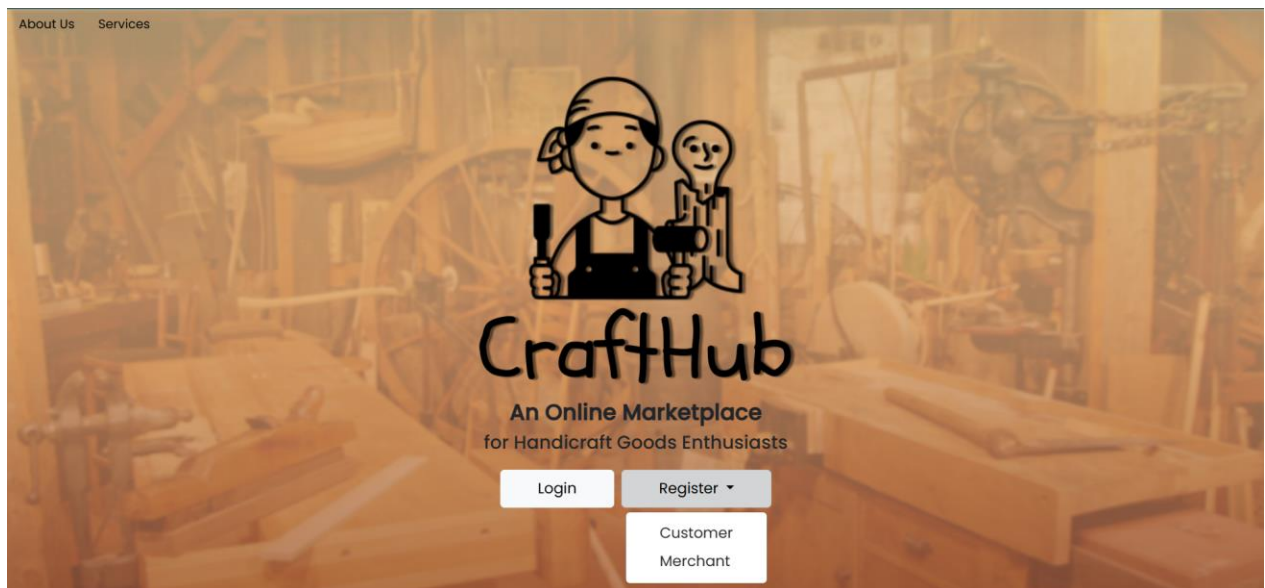 About Us Services
CraftHub
An Online Marketplace
for Handicraft Goods Enthusiasts
Login Register
Customer
Merchant